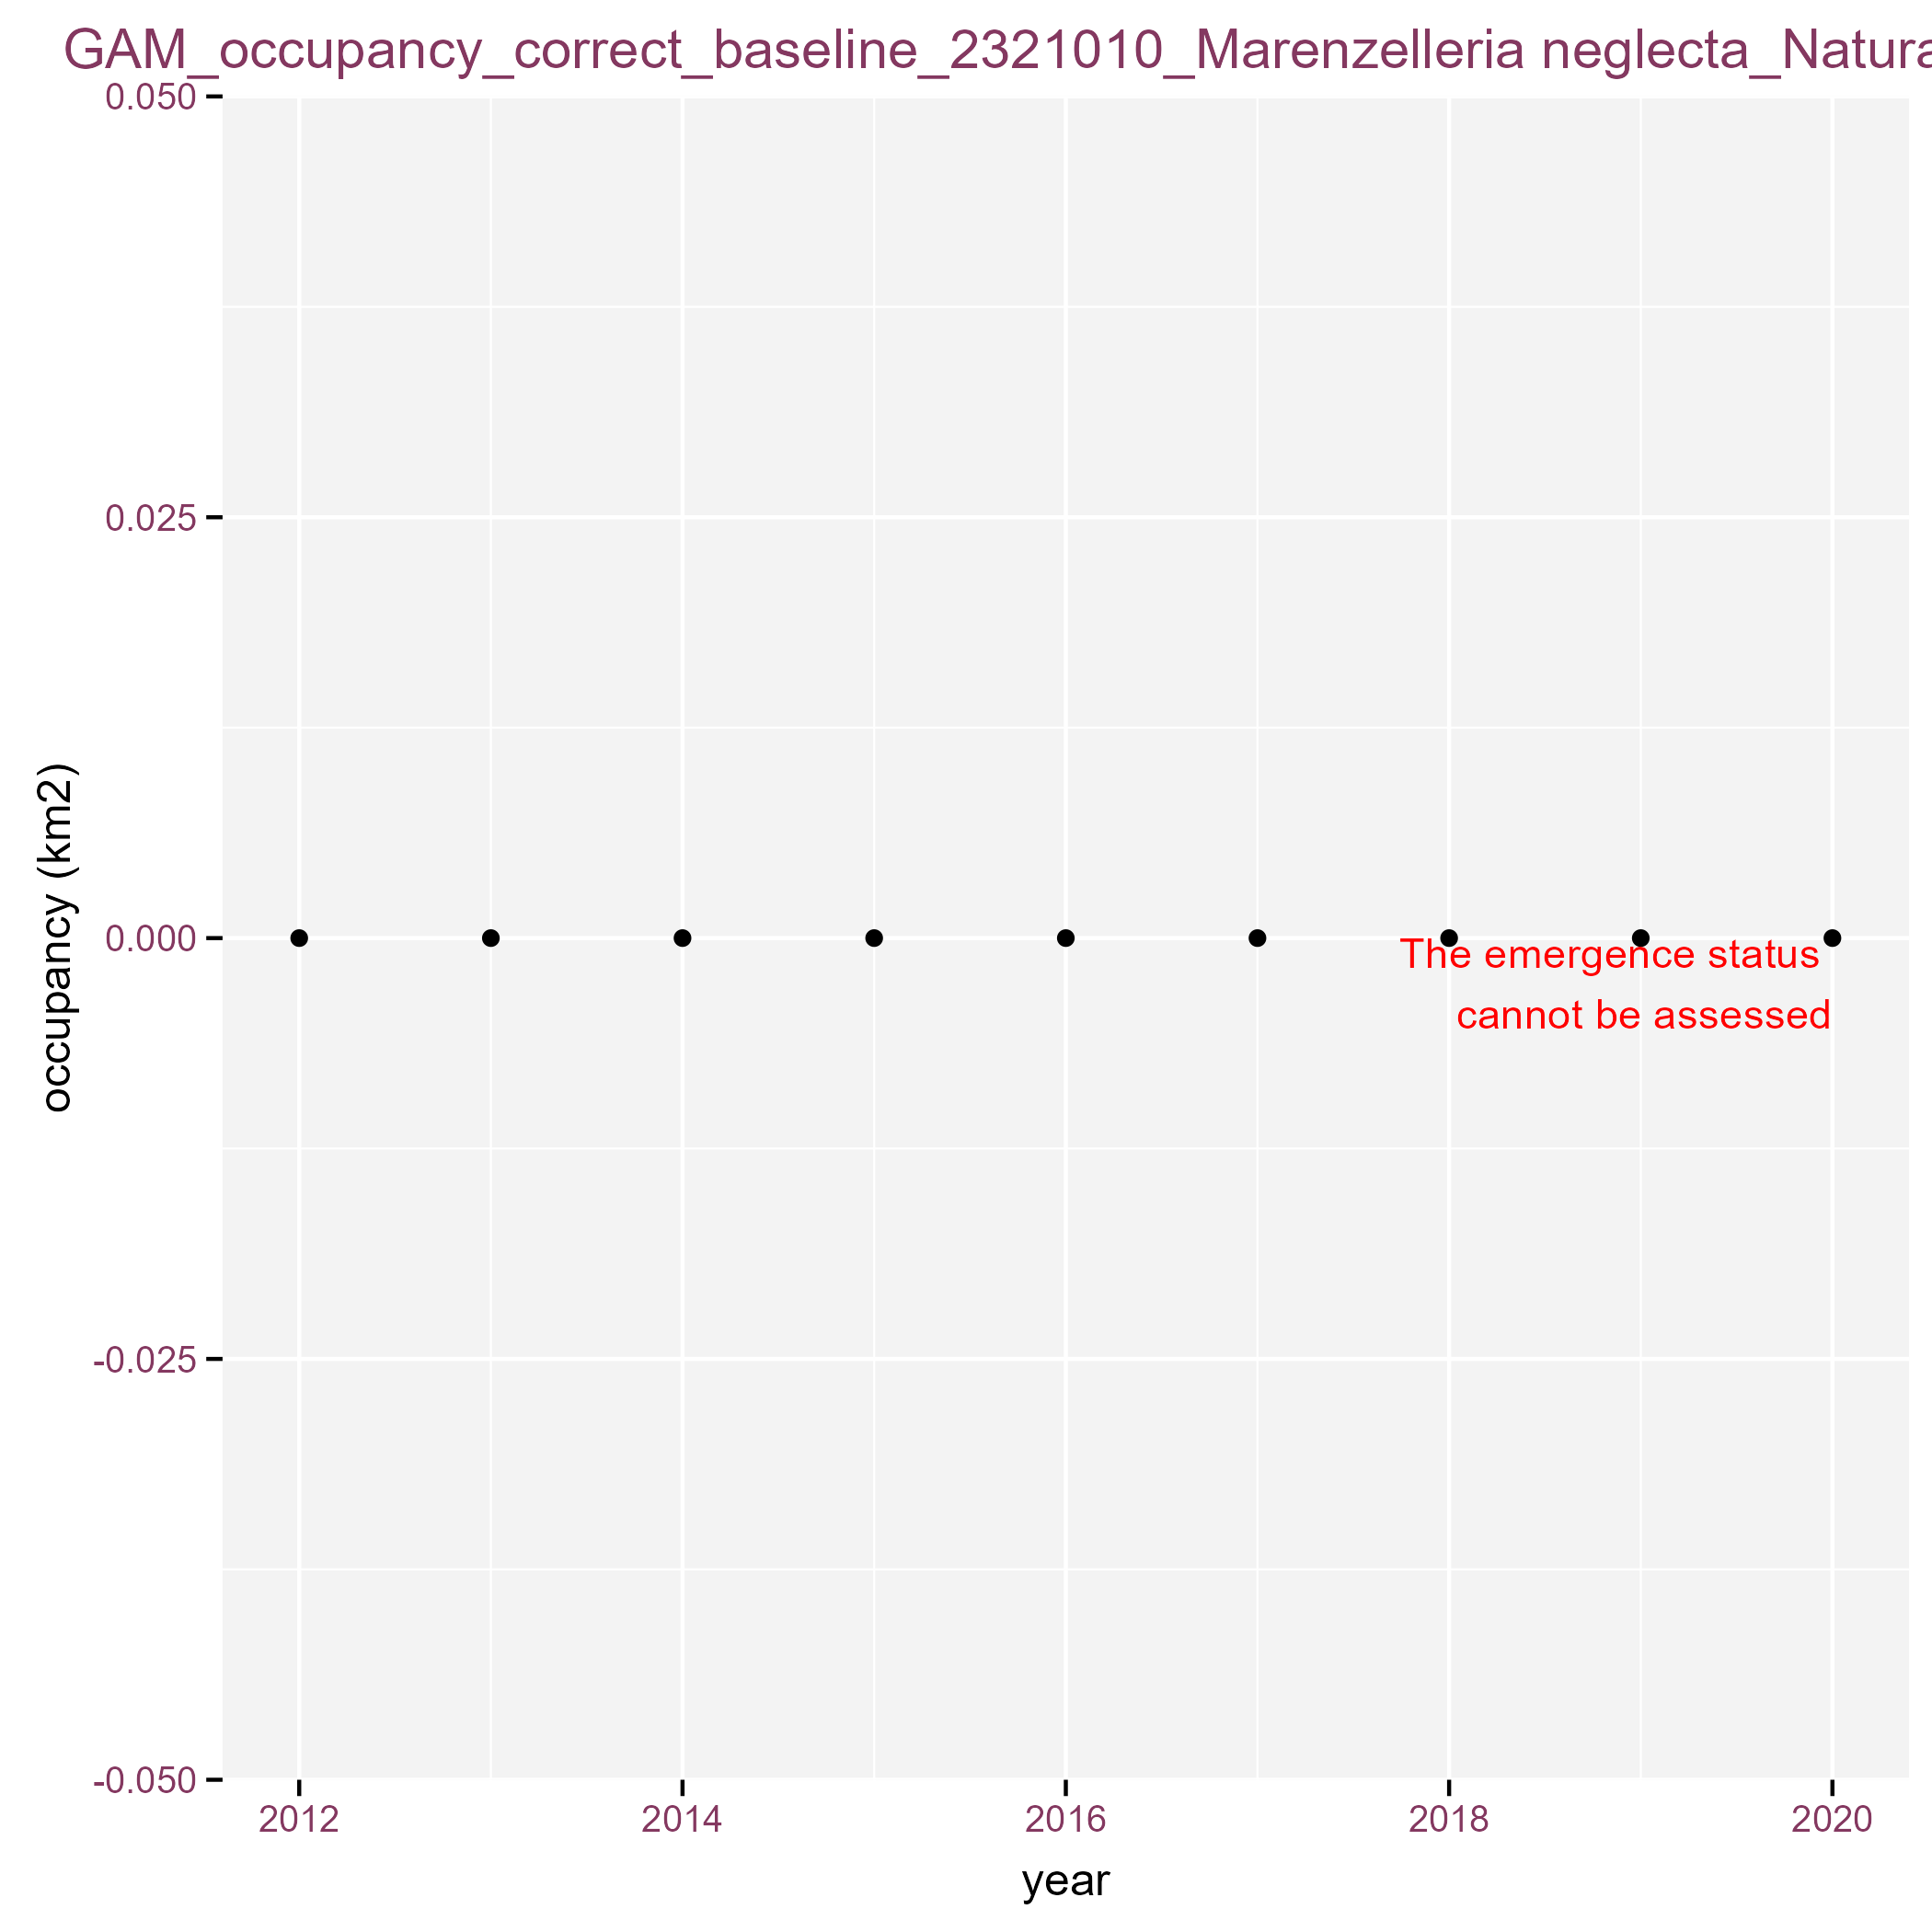 GAM_occupancy_correct_baseline_2321010_Marenzelleria neglecta_Natura
0.050
0.025
0.000
-0.025
-0.050
occupancy (km2)
The emergence status
cannot be assessed
2012 2014 2016 2018 2020
year